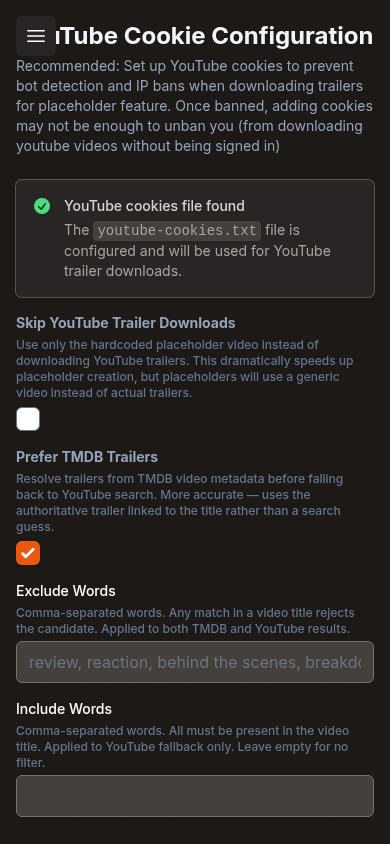 Tube Cookie Configuration
Recommended: Set up YouTube cookies to prevent
bot detection and IP bans when downloading trailers
for placeholder feature. Once banned, adding cookies
may not be enough to unban you (from downloading
youtube videos without being signed in)
YouTube cookies file found
The youtube-cookies.txt file is
configured and will be used for YouTube
trailer downloads.
Skip YouTube Trailer Downloads
Use only the hardcoded placeholder video instead of
downloading YouTube trailers. This dramatically speeds up
placeholder creation, but placeholders will use a generic
video instead of actual trailers.
Prefer TMDB Trailers
Resolve trailers from TMDB video metadata before falling
back to YouTube search. More accurate — uses the
authoritative trailer linked to the title rather than a search
guess.
Exclude Words
Comma-separated words. Any match in a video title rejects
the candidate. Applied to both TMDB and YouTube results.
review, reaction, behind the scenes, breakdo
Include Words
Comma-separated words. All must be present in the video
title. Applied to YouTube fallback only. Leave empty for no
filter.